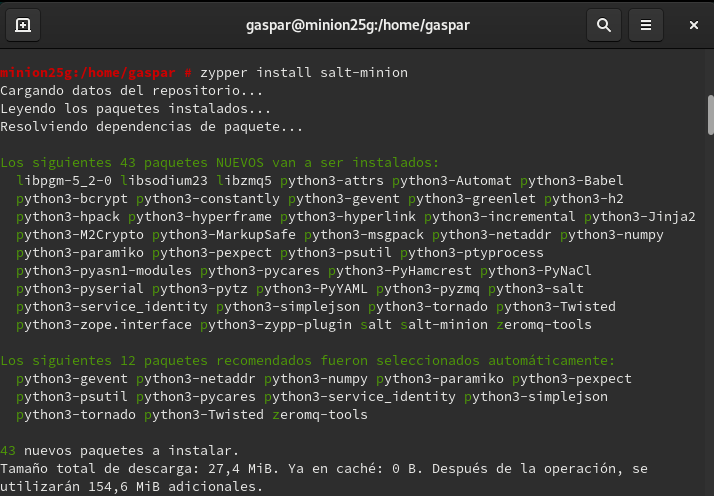 gaspar@minion25g:/home/gaspar
minion25g:/home/gaspar # zypper install salt-minion
Cargando datos del repositorio...
Leyendo los paquetes instalados...
Resolviendo dependencias de paquete...
Los siguientes 43 paquetes NUEVOS van a ser instalados:
libpgm-5_2-0 libsodium23 libzmq5 python3-attrs python3-Automat python3-Babel
python3-bcrypt python3-constantly python3-gevent python3-greenlet python3-h2
python3-hpack python3-hyperframe python3-hyperlink python3-incremental python3-Jinja2
python3-M2Crypto python3-MarkupSafe python3-msgpack python3-netaddr python3-numpy
python3-paramiko python3-pexpect python3-psutil python3-ptyprocess
python3-pyasn1-modules python3-pycares python3-PyHamcrest python3-PyNaCl
python3-pyserial python3-pytz python3-PyYAML python3-pyzmq python3-salt
python3-service_identity python3-simplejson python3-tornado python3-Twisted
python3-zope.interface python3-zypp-plugin salt salt-minion zeromq-tools
Los siguientes 12 paquetes recomendados fueron seleccionados automáticamente:
python3-gevent python3-netaddr python3-numpy python3-paramiko python3-pexpect
python3-psutil python3-pycares python3-service_identity python3-simplejson
python3-tornado python3-Twisted zeromq-tools
43 nuevos paquetes a instalar.
Tamaño total de descarga: 27,4 MiB. Ya en caché: 0 B. Después de la operación, se
utilizarán 154,6 MiB adicionales.